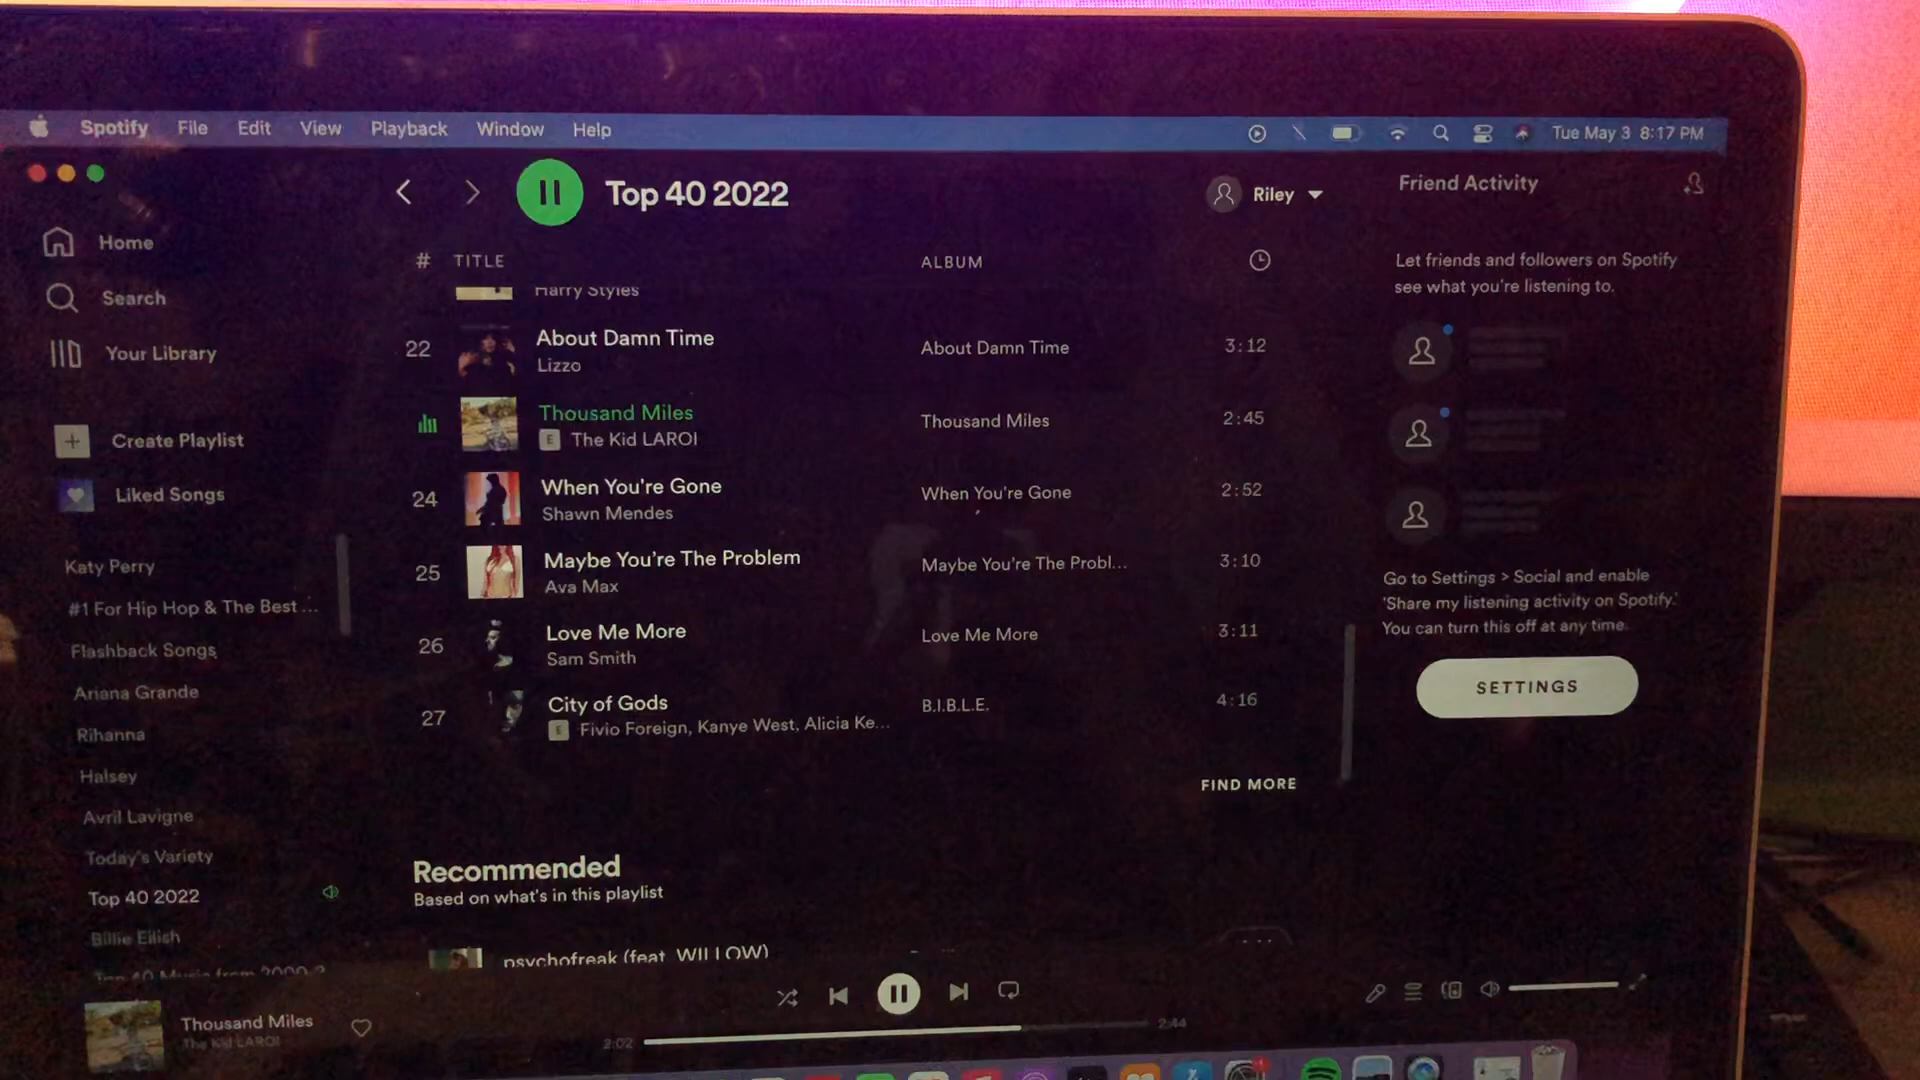 Spotify File Edit View Playback Window Help
Tue May 3 8:17 PM
Top 40 2022
Riley
Friend Activity
Home
Search
Your Library
Create Playlist
Liked Songs
Katy Perry
#1 For Hip Hop & The Best ...
Flashback Songs
Ariana Grande
Rihanna
Halsey
Avril Lavigne
Today's Variety
Top 40 2022
Billie Eilish
# TITLE ALBUM
Harry Styles
22 About Damn Time About Damn Time 3:12
Lizzo
Thousand Miles Thousand Miles 2:45
E The Kid LAROI
24 When You're Gone When You're Gone 2:52
Shawn Mendes
25 Maybe You're The Problem Maybe You're The Probl... 3:10
Ava Max
26 Love Me More Love Me More 3:11
Sam Smith
27 City of Gods B.I.B.L.E. 4:16
E Fivio Foreign, Kanye West, Alicia Ke...
FIND MORE
Recommended
Based on what's in this playlist
psychofreak (feat. WILLOW)
Let friends and followers on Spotify
see what you're listening to.
Go to Settings > Social and enable
'Share my listening activity on Spotify.'
You can turn this off at any time.
SETTINGS
Thousand Miles
The Kid LAROI
2:02
2:44